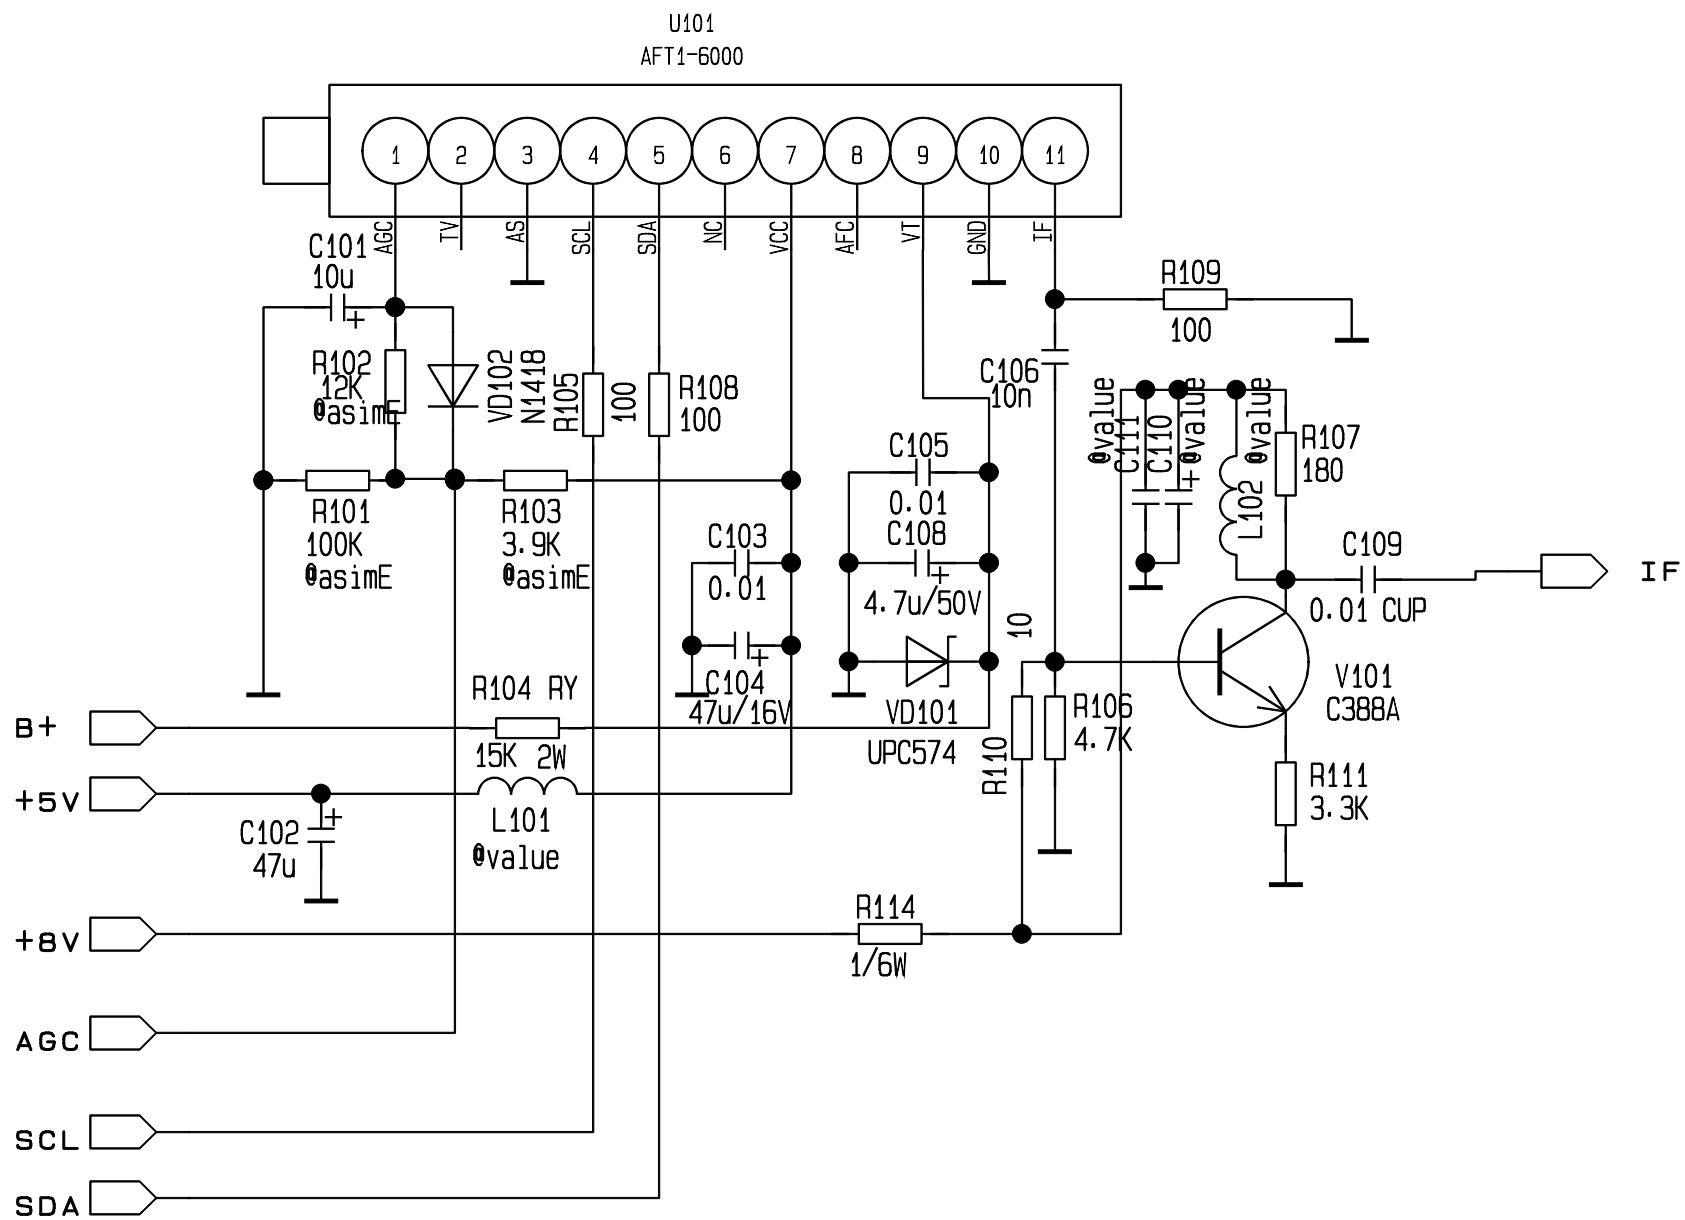 U101
AFT1-6000
1 2 3 4 5 6 7 8 9 10 11
AGC TV AS SCL SDA NC VCC AFC VT GND IF
C101
10u
R102
12K
@asimE
VD102
N1418
R105
100
R108
100
R109
100
C106
10n
@value
C111
C110
@value
@value
L102
R107
180
R101
100K
@asimE
R103
3.9K
@asimE
C105
0.01
C108
4.7u/50V
C103
0.01
C104
47u/16V
C109
0.01 CUP
IF
10
R110
R106
4.7K
V101
C388A
VD101
UPC574
R104 RY
15K 2W
B+
+5V
L101
@value
C102
47u
R111
3.3K
+8V
R114
1/6W
AGC
SCL
SDA